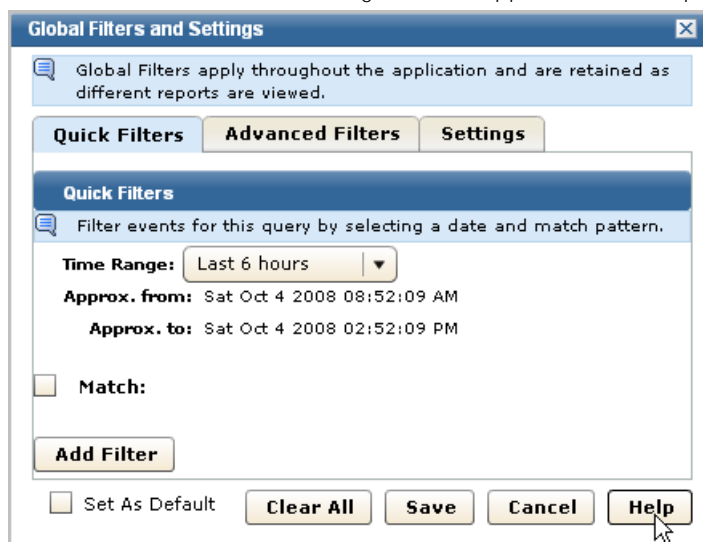 Global Filters and Settings
Global Filters apply throughout the application and are retained as
different reports are viewed.
Quick Filters Advanced Filters Settings
Quick Filters
Filter events for this query by selecting a date and match pattern.
Time Range: Last 6 hours
Approx. from: Sat Oct 4 2008 08:52:09 AM
Approx. to: Sat Oct 4 2008 02:52:09 PM
Match:
Add Filter
Set As Default Clear All Save Cancel Help